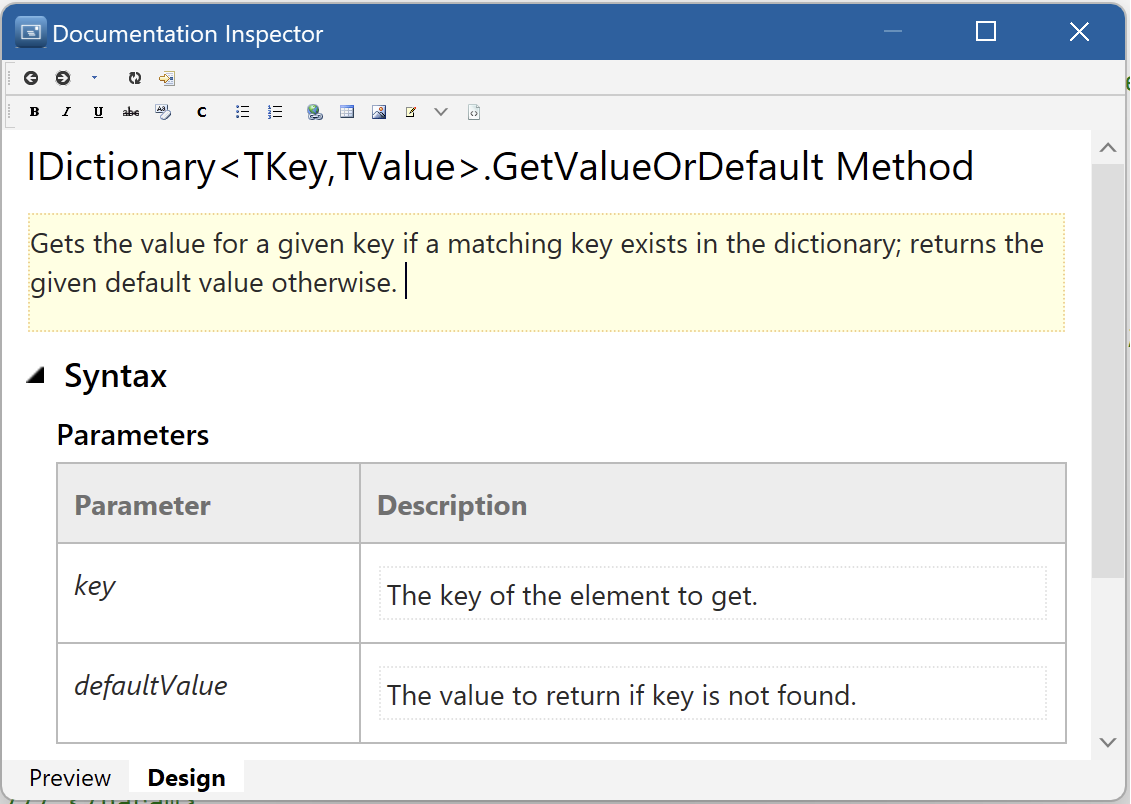 Documentation Inspector
B I U abc C
IDictionary<TKey,TValue>.GetValueOrDefault Method
Gets the value for a given key if a matching key exists in the dictionary; returns the
given default value otherwise.
Syntax
Parameters
Parameter Description
key The key of the element to get.
defaultValue The value to return if key is not found.
Preview Design